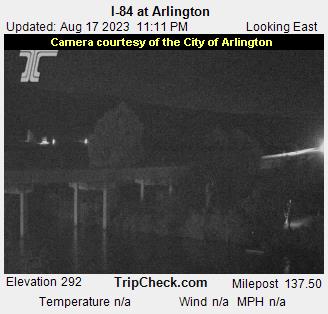 I-84 at Arlington
Updated: Aug 17 2023 11:11 PM Looking East
Camera courtesy of the City of Arlington
Elevation 292 TripCheck.com Milepost 137.50
Temperature n/a Wind n/a MPH n/a